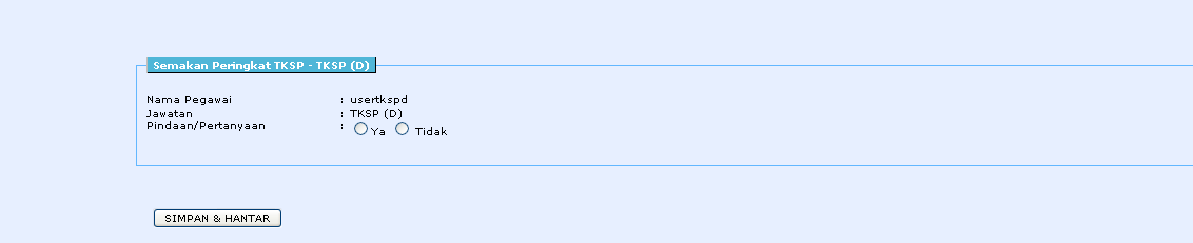 Semakan Peringkat TKSP - TKSP (D)
Nama Pegawai : usertkspd
Jawatan : TKSP (D)
Pindaan/Pertanyaan : Ya Tidak
SIMPAN & HANTAR